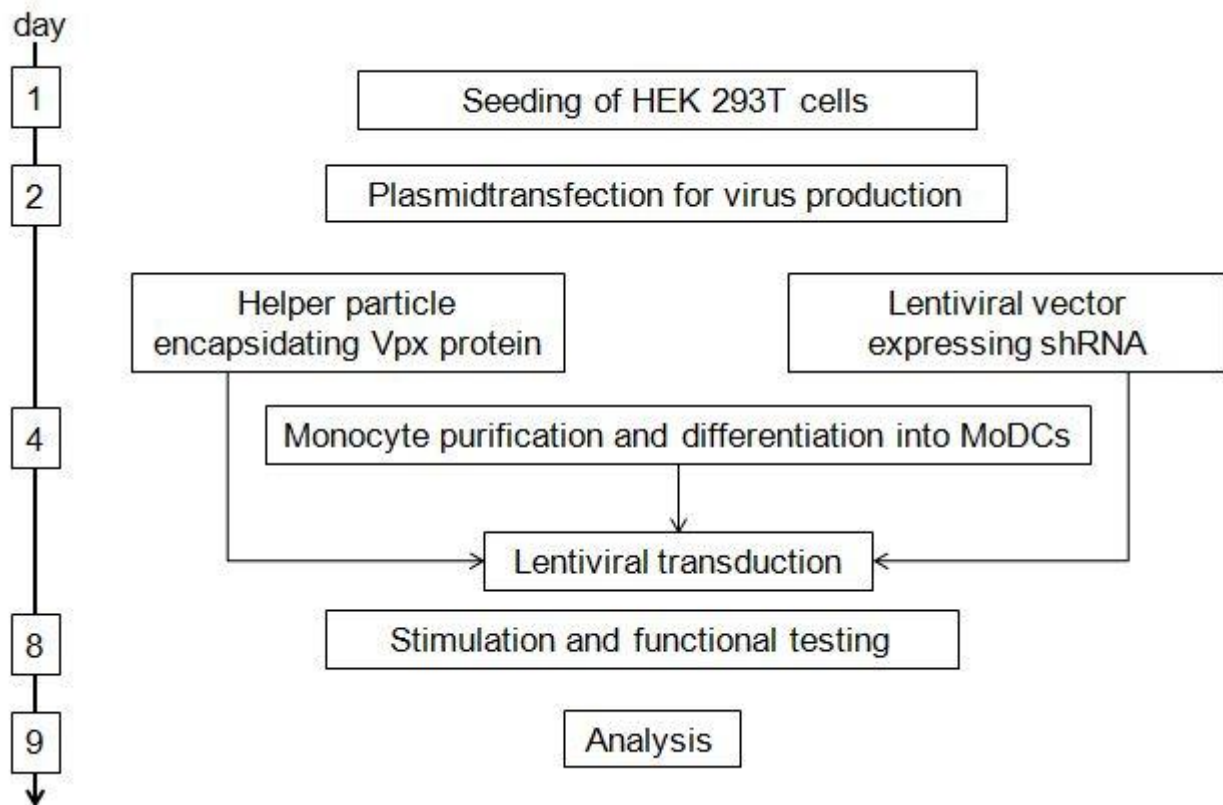 day
1
Seeding of HEK 293T cells
2
Plasmidtransfection for virus production
Helper particle
encapsidating Vpx protein
Lentiviral vector
expressing shRNA
4
Monocyte purification and differentiation into MoDCs
Lentiviral transduction
8
Stimulation and functional testing
9
Analysis